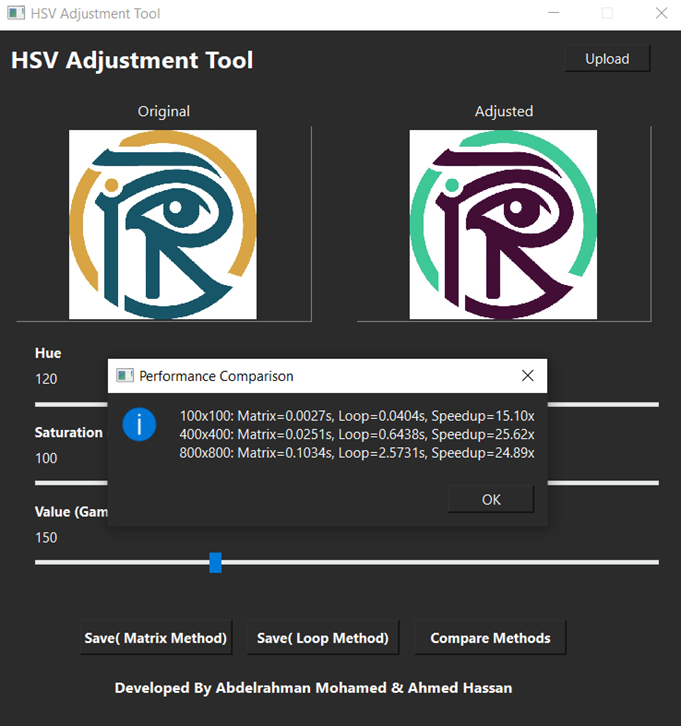 HSV Adjustment Tool
HSV Adjustment Tool
Upload
Original
Adjusted
Hue
120
Performance Comparison
100x100: Matrix=0.0027s, Loop=0.0404s, Speedup=15.10x
400x400: Matrix=0.0251s, Loop=0.6438s, Speedup=25.62x
800x800: Matrix=0.1034s, Loop=2.5731s, Speedup=24.89x
OK
Saturation
100
Value (Gam
150
Save( Matrix Method)
Save( Loop Method)
Compare Methods
Developed By Abdelrahman Mohamed & Ahmed Hassan